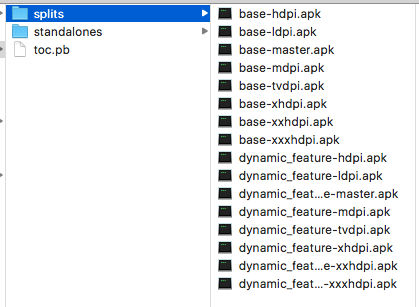 splits
standalones
toc.pb
base-hdpi.apk
base-ldpi.apk
base-master.apk
base-mdpi.apk
base-tvdpi.apk
base-xhdpi.apk
base-xxhdpi.apk
base-xxxhdpi.apk
dynamic_feature-hdpi.apk
dynamic_feature-ldpi.apk
dynamic_feat...e-master.apk
dynamic_feature-mdpi.apk
dynamic_feature-tvdpi.apk
dynamic_feature-xhdpi.apk
dynamic_feat...e-xxhdpi.apk
dynamic_feat...-xxxhdpi.apk